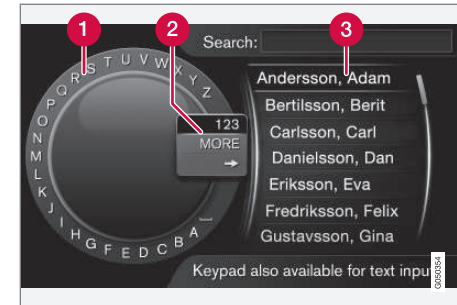 1
2
3
Search:
A B C D E F G H I J K L M N O P Q R S T U V W X Y Z
123
MORE
Andersson, Adam
Bertilsson, Berit
Carlsson, Carl
Danielsson, Dan
Eriksson, Eva
Fredriksson, Felix
Gustavsson, Gina
Keypad also available for text input
G050354